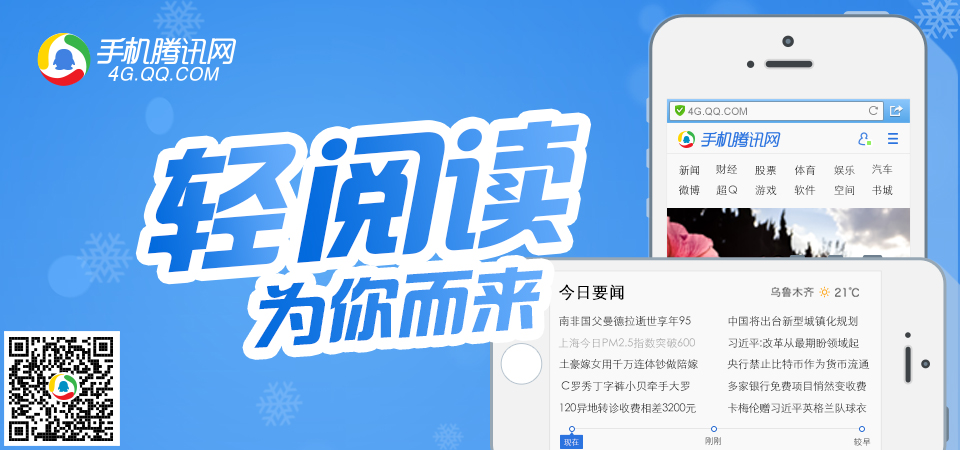 手机腾讯网
4G.QQ.COM
轻阅读
为你而来
4G.QQ.COM
手机腾讯网
新闻 财经 股票 体育 娱乐 汽车
微博 超Q 游戏 软件 空间 书城
今日要闻
乌鲁木齐 21℃
南非国父曼德拉逝世享年95
上海今日PM2.5指数突破600
土豪嫁女用千万连体钞做陪嫁
C罗秀丁字裤小贝牵手大罗
120异地转诊收费相差3200元
中国将出台新型城镇化规划
习近平:改革从最期盼领域起
央行禁止比特币作为货币流通
多家银行免费项目悄然变收费
卡梅伦赠习近平英格兰队球衣
现在 刚刚 较早